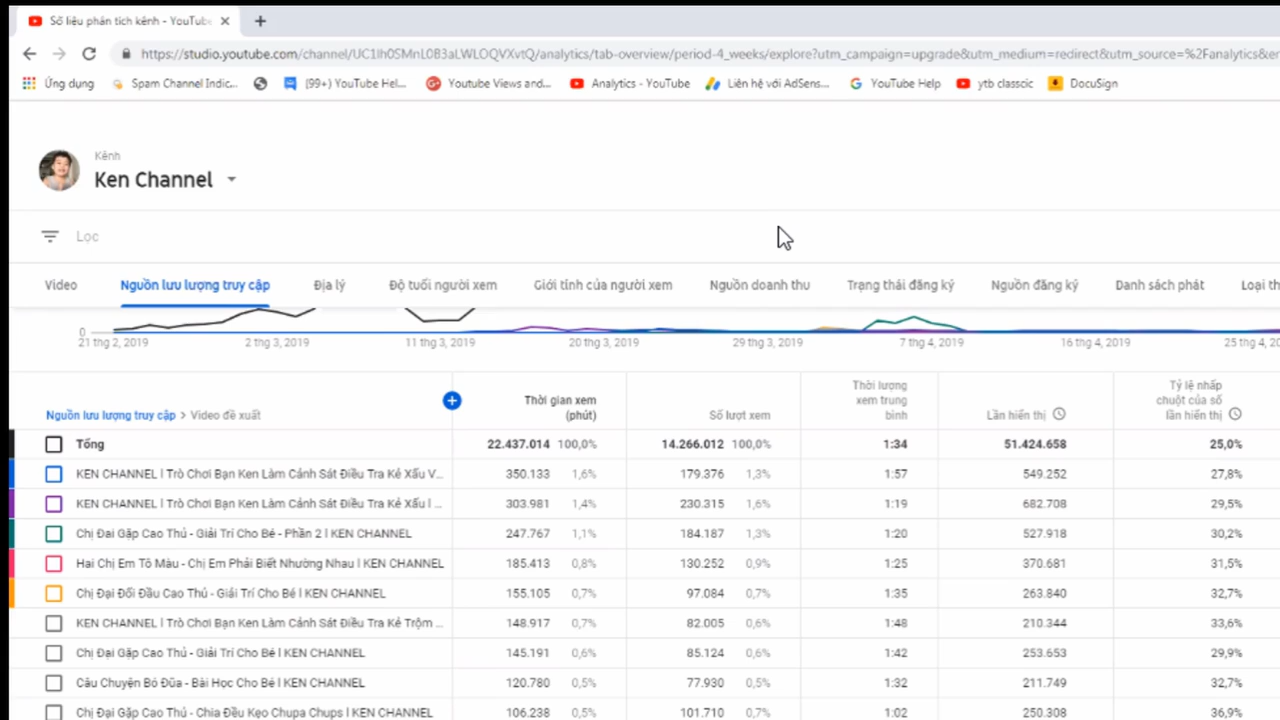 Số liệu phân tích kênh - YouTube
https://studio.youtube.com/channel/UC1lh0SMnL0B3aLWLOQVXvtQ/analytics/tab-overview/period-4_weeks/explore?utm_campaign=upgrade&utm_medium=redirect&utm_source=%2Fanalytics&en
Ứng dụng Spam Channel Indic... (99+) YouTube Hel... Youtube Views and... Analytics - YouTube Liên hệ với AdSens... YouTube Help ytb classcic DocuSign
Kênh
Ken Channel
Lọc
Video Nguồn lưu lượng truy cập Địa lý Độ tuổi người xem Giới tính của người xem Nguồn doanh thu Trạng thái đăng ký Nguồn đăng ký Danh sách phát Loại th
0
21 thg 2, 2019 2 thg 3, 2019 11 thg 3, 2019 20 thg 3, 2019 29 thg 3, 2019 7 thg 4, 2019 16 thg 4, 2019 25 thg 4, 20
Nguồn lưu lượng truy cập > Video đề xuất Thời gian xem (phút) Số lượt xem Thời lượng xem trung bình Lần hiển thị Tỷ lệ nhấp chuột của số lần hiển thị
Tổng 22.437.014 100,0% 14.266.012 100,0% 1:34 51.424.658 25,0%
KEN CHANNEL l Trò Chơi Bạn Ken Làm Cảnh Sát Điều Tra Kẻ Xấu V... 350.133 1,6% 179.376 1,3% 1:57 549.252 27,8%
KEN CHANNEL l Trò Chơi Bạn Ken Làm Cảnh Sát Điều Tra Kẻ Xấu l ... 303.981 1,4% 230.315 1,6% 1:19 682.708 29,5%
Chị Đại Gặp Cao Thủ - Giải Trí Cho Bé - Phần 2 l KEN CHANNEL 247.767 1,1% 184.187 1,3% 1:20 527.918 30,2%
Hai Chị Em Tô Màu - Chị Em Phải Biết Nhường Nhau l KEN CHANNEL 185.413 0,8% 130.252 0,9% 1:25 370.681 31,5%
Chị Đại Đối Đầu Cao Thủ - Giải Trí Cho Bé l KEN CHANNEL 155.105 0,7% 97.084 0,7% 1:35 263.840 32,7%
KEN CHANNEL l Trò Chơi Bạn Ken Làm Cảnh Sát Điều Tra Kẻ Trộm ... 148.917 0,7% 82.005 0,6% 1:48 210.344 33,6%
Chị Đại Gặp Cao Thủ - Giải Trí Cho Bé l KEN CHANNEL 145.191 0,6% 85.124 0,6% 1:42 253.653 29,9%
Câu Chuyện Bó Đũa - Bài Học Cho Bé l KEN CHANNEL 120.780 0,5% 77.930 0,5% 1:32 211.749 32,7%
Chị Đại Gặp Cao Thủ - Chia Đều Kẹo Chupa Chups l KEN CHANNEL 106.238 0,5% 101.710 0,7% 1:02 250.308 36,9%